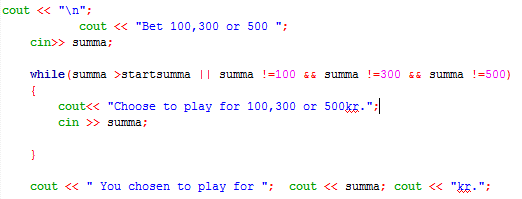 cout << "\n";
cout << "Bet 100,300 or 500 ";
cin>> summa;
while(summa >startsumma || summa !=100 && summa !=300 && summa !=500)
{
cout<< "Choose to play for 100,300 or 500kr.";
cin >> summa;
}
cout << " You chosen to play for ";  cout << summa; cout << "kr.";